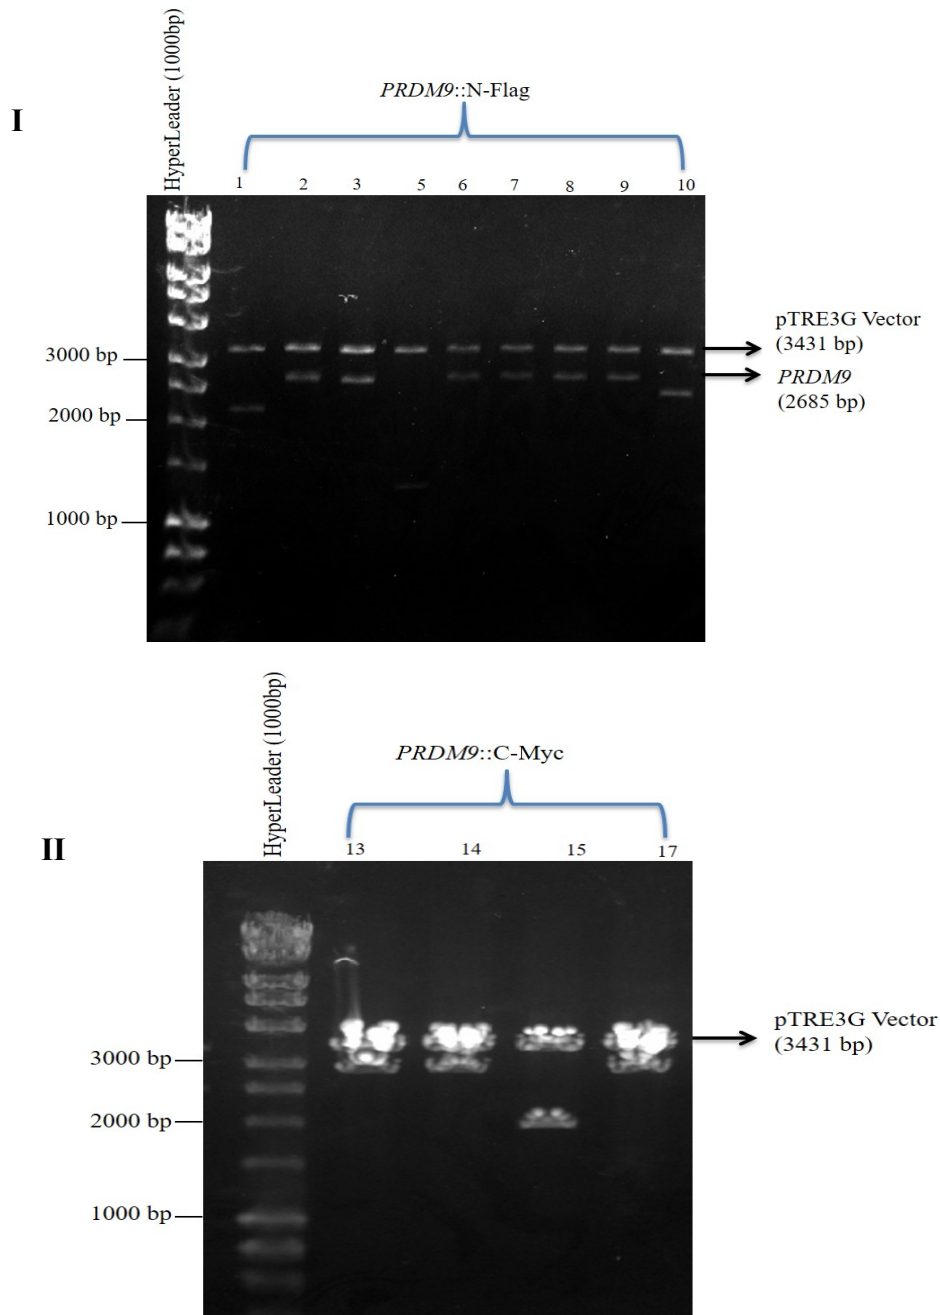 I
HyperLeader (1000bp)
PRDM9::N-Flag
1 2 3 5 6 7 8 9 10
pTRE3G Vector
(3431 bp)
3000 bp
PRDM9
(2685 bp)
2000 bp
1000 bp
II
HyperLeader (1000bp)
PRDM9::C-Myc
13 14 15 17
pTRE3G Vector
(3431 bp)
3000 bp
2000 bp
1000 bp